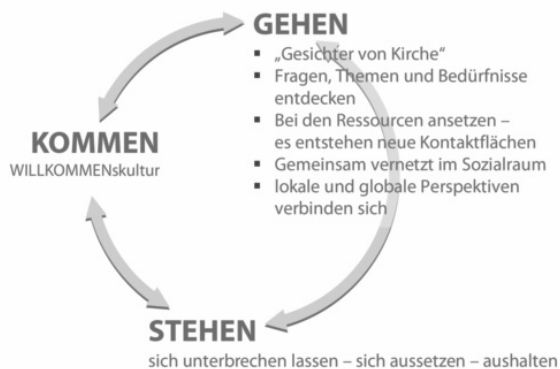 GEHEN
▪ „Gesichter von Kirche“
▪ Fragen, Themen und Bedürfnisse
entdecken
▪ Bei den Ressourcen ansetzen –
es entstehen neue Kontaktflächen
▪ Gemeinsam vernetzt im Sozialraum
▪ lokale und globale Perspektiven
verbinden sich
KOMMEN
WILLKOMMENskultur
STEHEN
sich unterbrechen lassen – sich aussetzen – aushalten